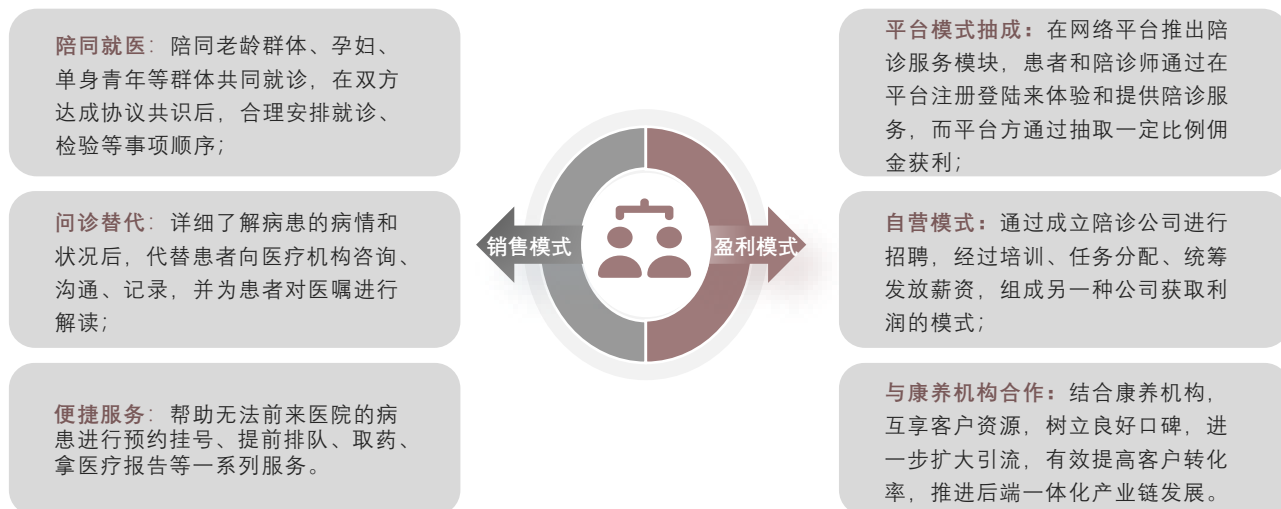 陪同就医：陪同老龄群体、孕妇、
单身青年等群体共同就诊，在双方
达成协议共识后，合理安排就诊、
检验等事项顺序；
问诊替代：详细了解病患的病情和
状况后，代替患者向医疗机构咨询、
沟通、记录，并为患者对医嘱进行
解读；
便捷服务：帮助无法前来医院的病
患进行预约挂号、提前排队、取药、
拿医疗报告等一系列服务。
销售模式
盈利模式
平台模式抽成：在网络平台推出陪
诊服务模块，患者和陪诊师通过在
平台注册登陆来体验和提供陪诊服
务，而平台方通过抽取一定比例佣
金获利；
自营模式：通过成立陪诊公司进行
招聘，经过培训、任务分配、统筹
发放薪资，组成另一种公司获取利
润的模式；
与康养机构合作：结合康养机构，
互享客户资源，树立良好口碑，进
一步扩大引流，有效提高客户转化
率，推进后端一体化产业链发展。